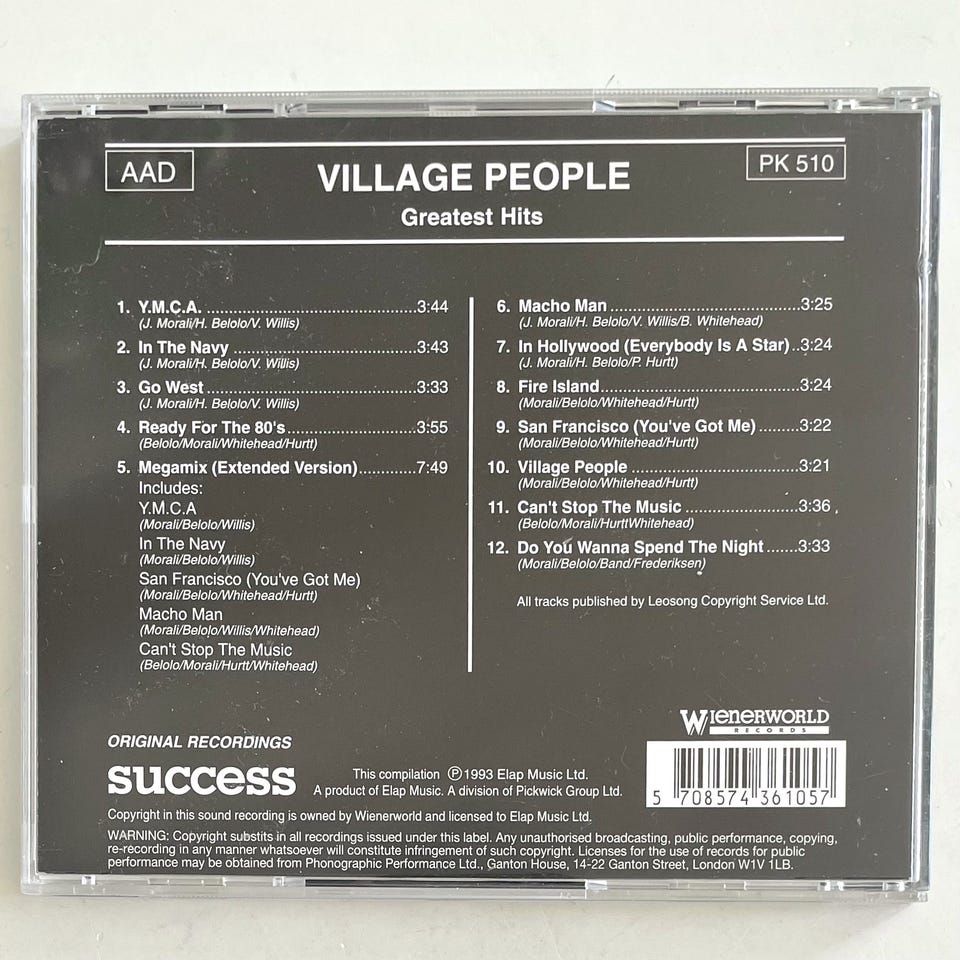 AAD
VILLAGE PEOPLE
PK 510
Greatest Hits
1. Y.M.C.A. ...3:44
(J. Morali/H. Belolo/V. Willis)
2. In The Navy ...3:43
(J. Morali/H. Belolo/V. Willis)
3. Go West ...3:33
(J. Morali/H. Belolo/V. Willis)
4. Ready For The 80's...3:55
(Belolo/Morali/Whitehead/Hurtt)
5. Megamix (Extended Version)...7:49
Includes:
Y.M.C.A
(Morali/Belolo/Willis)
In The Navy
(Morali/Belolo/Willis)
San Francisco (You've Got Me)
(Morali/Belolo/Whitehead/Hurtt)
Macho Man
(Morali/Belolo/Willis/Whitehead)
Can't Stop The Music
(Belolo/Morali/Hurtt/Whitehead)
6. Macho Man ...3:25
(J. Morali/H. Belolo/V. Willis/B. Whitehead)
7. In Hollywood (Everybody Is A Star)..3:24
(J. Morali/H. Belolo/P. Hurtt)
8. Fire Island...3:24
(Morali/Belolo/Whitehead/Hurtt)
9. San Francisco (You've Got Me) ...3:22
(Morali/Belolo/Whitehead/Hurtt)
10. Village People ...3:21
(Morali/Belolo/Whitehead/Hurtt)
11. Can't Stop The Music ...3:36
(Belolo/Morali/HurttWhitehead)
12. Do You Wanna Spend The Night ...3:33
(Morali/Belolo/Band/Frederiksen)
All tracks published by Leosong Copyright Service Ltd.
WIENERWORLD
RECORDS
ORIGINAL RECORDINGS
success
This compilation Ⓟ 1993 Elap Music Ltd.
A product of Elap Music. A division of Pickwick Group Ltd.
5 708574 361057
Copyright in this sound recording is owned by Wienerworld and licensed to Elap Music Ltd.
WARNING: Copyright substits in all recordings issued under this label. Any unauthorised broadcasting, public performance, copying,
re-recording in any manner whatsoever will constitute infringement of such copyright. Licenses for the use of records for public
performance may be obtained from Phonographic Performance Ltd., Ganton House, 14-22 Ganton Street, London W1V 1LB.